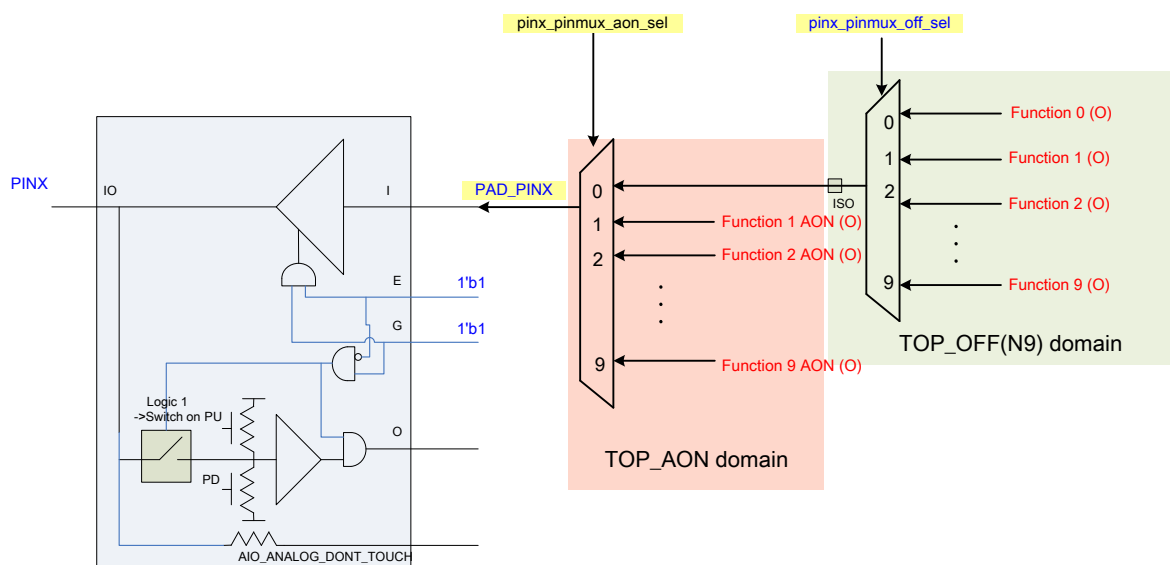 pinx_pinmux_aon_sel
pinx_pinmux_off_sel
PINX
IO
I
PAD_PINX
0
1
2
9
Function 1 AON (O)
Function 2 AON (O)
Function 9 AON (O)
TOP_AON domain
ISO
0
1
2
9
Function 0 (O)
Function 1 (O)
Function 2 (O)
Function 9 (O)
TOP_OFF(N9) domain
E
1'b1
G
1'b1
Logic 1
->Switch on PU
PD
O
AIO_ANALOG_DONT_TOUCH